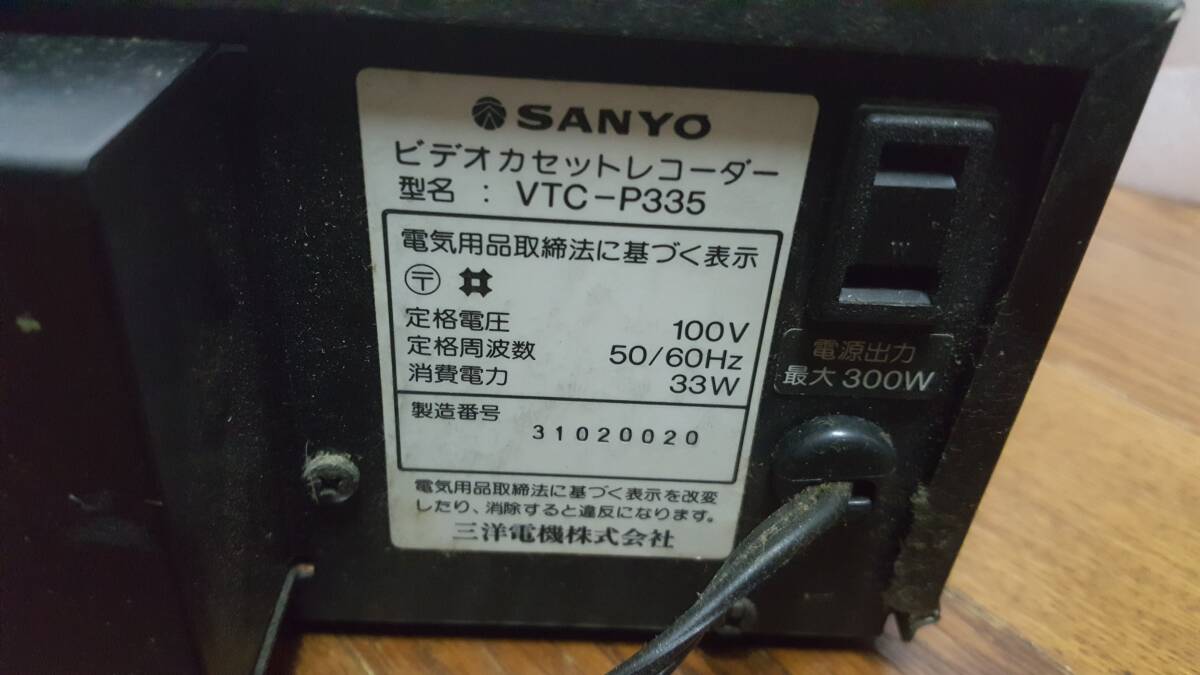 SANYO
ビデオカセットレコーダー
型名 : VTC-P335
電気用品取締法に基づく表示
〒
定格電圧 100V
定格周波数 50/60Hz
消費電力 33W
製造番号
31020020
電気用品取締法に基づく表示を改変
したり、消除すると違反になります。
三洋電機株式会社
電源出力
最大 300W